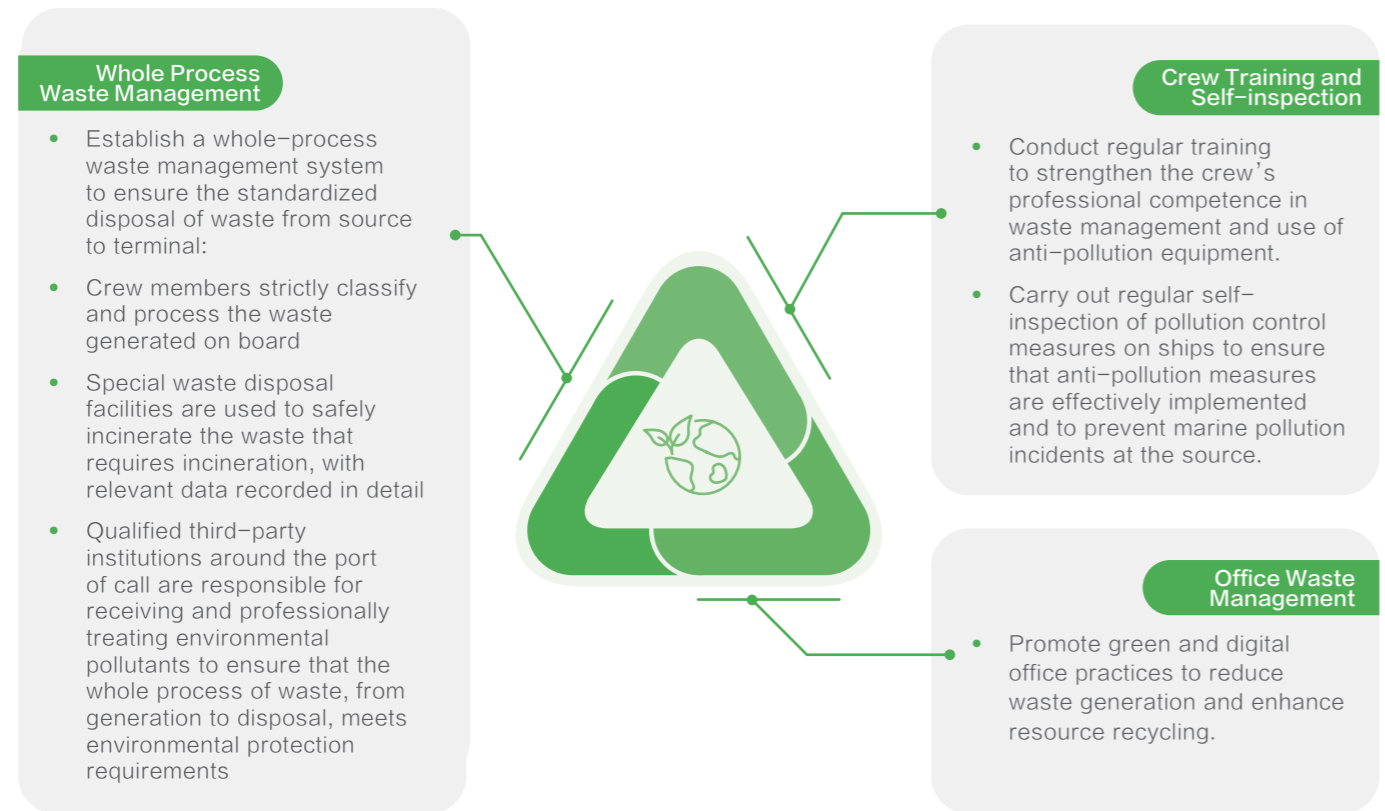 Whole Process
Waste Management
• Establish a whole-process
waste management system
to ensure the standardized
disposal of waste from source
to terminal:
• Crew members strictly classify
and process the waste
generated on board
• Special waste disposal
facilities are used to safely
incinerate the waste that
requires incineration, with
relevant data recorded in detail
• Qualified third-party
institutions around the port
of call are responsible for
receiving and professionally
treating environmental
pollutants to ensure that the
whole process of waste, from
generation to disposal, meets
environmental protection
requirements
Crew Training and
Self-inspection
• Conduct regular training
to strengthen the crew's
professional competence in
waste management and use of
anti-pollution equipment.
• Carry out regular self-
inspection of pollution control
measures on ships to ensure
that anti-pollution measures
are effectively implemented
and to prevent marine pollution
incidents at the source.
Office Waste
Management
• Promote green and digital
office practices to reduce
waste generation and enhance
resource recycling.